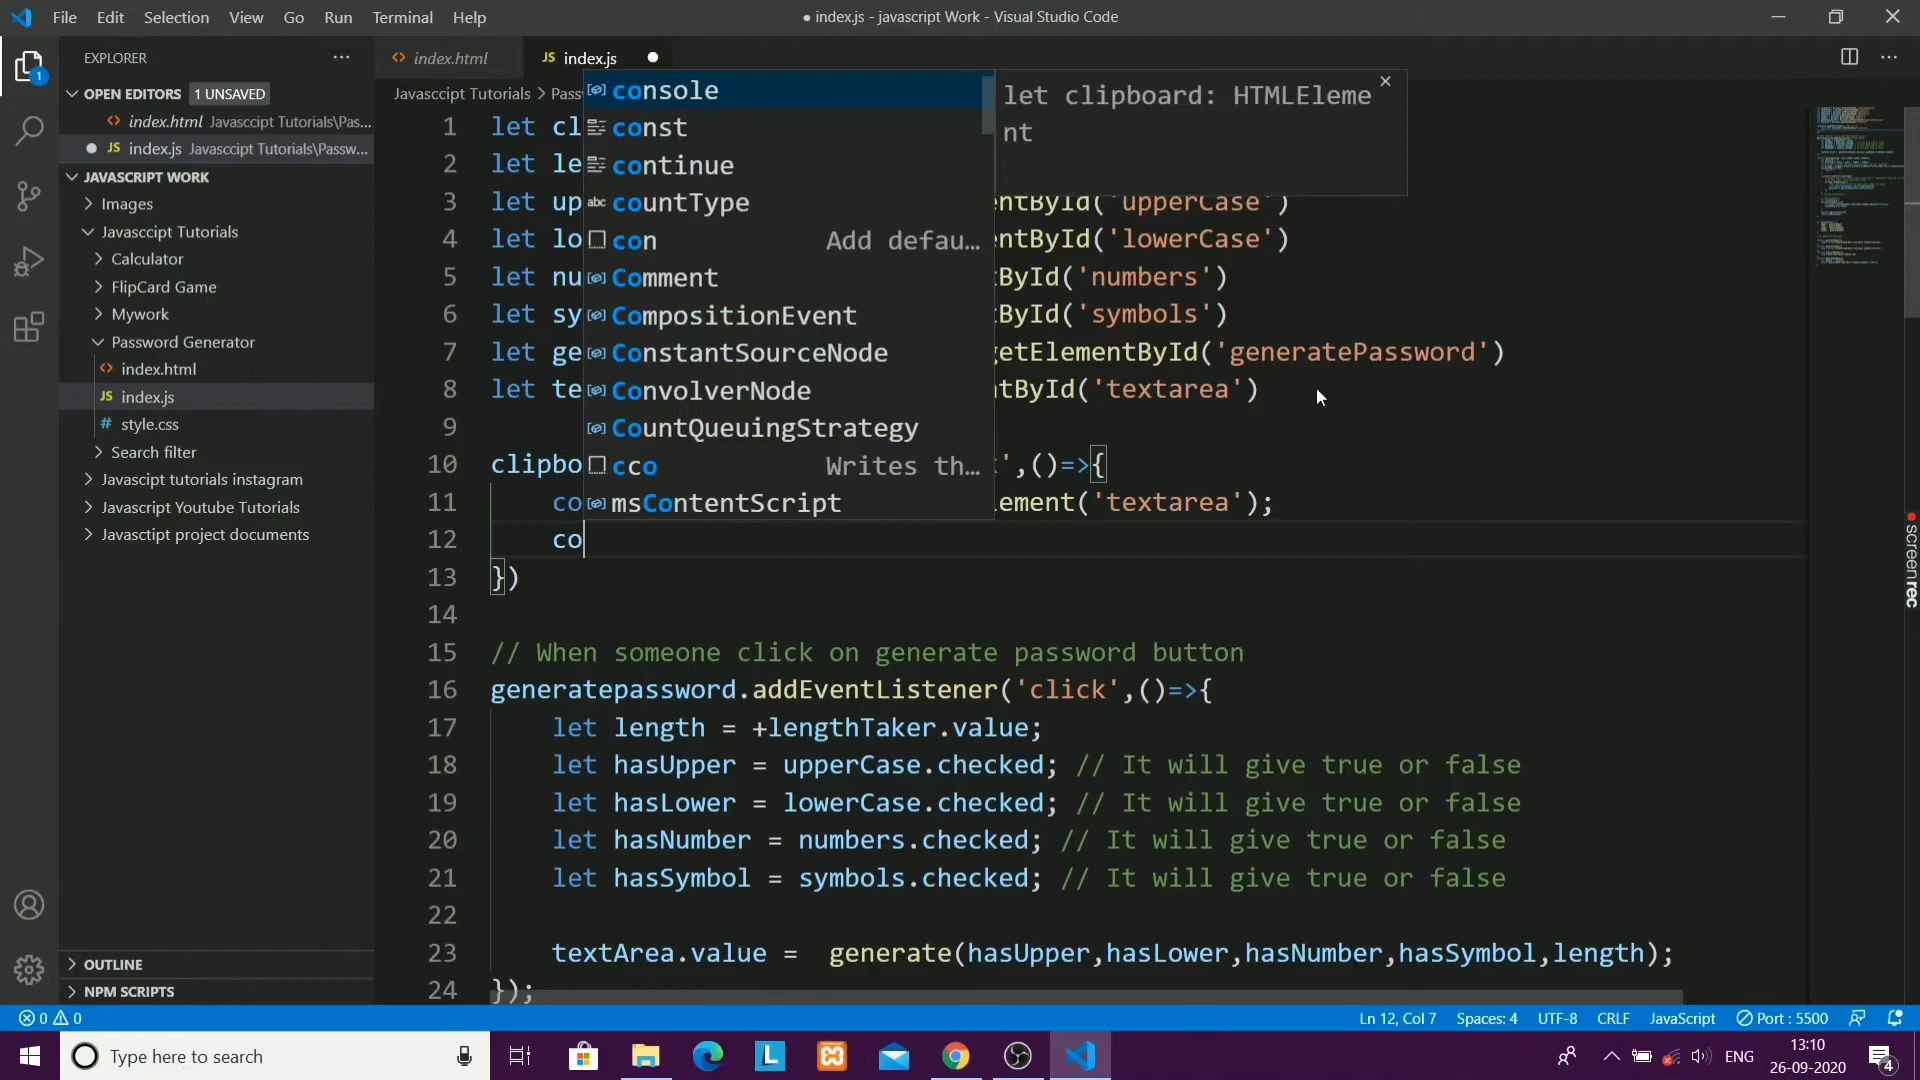 File Edit Selection View Go Run Terminal Help
● index.js - javascript Work - Visual Studio Code
EXPLORER
index.html
JS index.js
OPEN EDITORS 1 UNSAVED
Javasccipt Tutorials > Pass
index.html Javasccipt Tutorials\Pas...
JS index.js Javasccipt Tutorials\Passw...
JAVASCRIPT WORK
Images
Javasccipt Tutorials
Calculator
FlipCard Game
Mywork
Password Generator
index.html
JS index.js
# style.css
Search filter
Javascipt tutorials instagram
Javascript Youtube Tutorials
Javasctipt project documents
OUTLINE
NPM SCRIPTS
console
const
continue
abc countType
con Add defau...
Comment
CompositionEvent
ConstantSourceNode
ConvolverNode
CountQueuingStrategy
cco Writes th...
msContentScript
let clipboard: HTMLEleme
nt
1 let cl
2 let le
3 let up ntById('upperCase')
4 let lo ntById('lowerCase')
5 let nu ById('numbers')
6 let sy ById('symbols')
7 let ge getElementById('generatePassword')
8 let te ntById('textarea')
9
10 clipbo ',()=>{
11 co ement('textarea');
12 co
13 })
14
15 // When someone click on generate password button
16 generatepassword.addEventListener('click',()=>{
17 let length = +lengthTaker.value;
18 let hasUpper = upperCase.checked; // It will give true or false
19 let hasLower = lowerCase.checked; // It will give true or false
20 let hasNumber = numbers.checked; // It will give true or false
21 let hasSymbol = symbols.checked; // It will give true or false
22
23 textArea.value =  generate(hasUpper,hasLower,hasNumber,hasSymbol,length);
24 });
screenrec
0 0
Ln 12, Col 7 Spaces: 4 UTF-8 CRLF JavaScript Port : 5500
Type here to search
ENG
13:10
26-09-2020
4
1